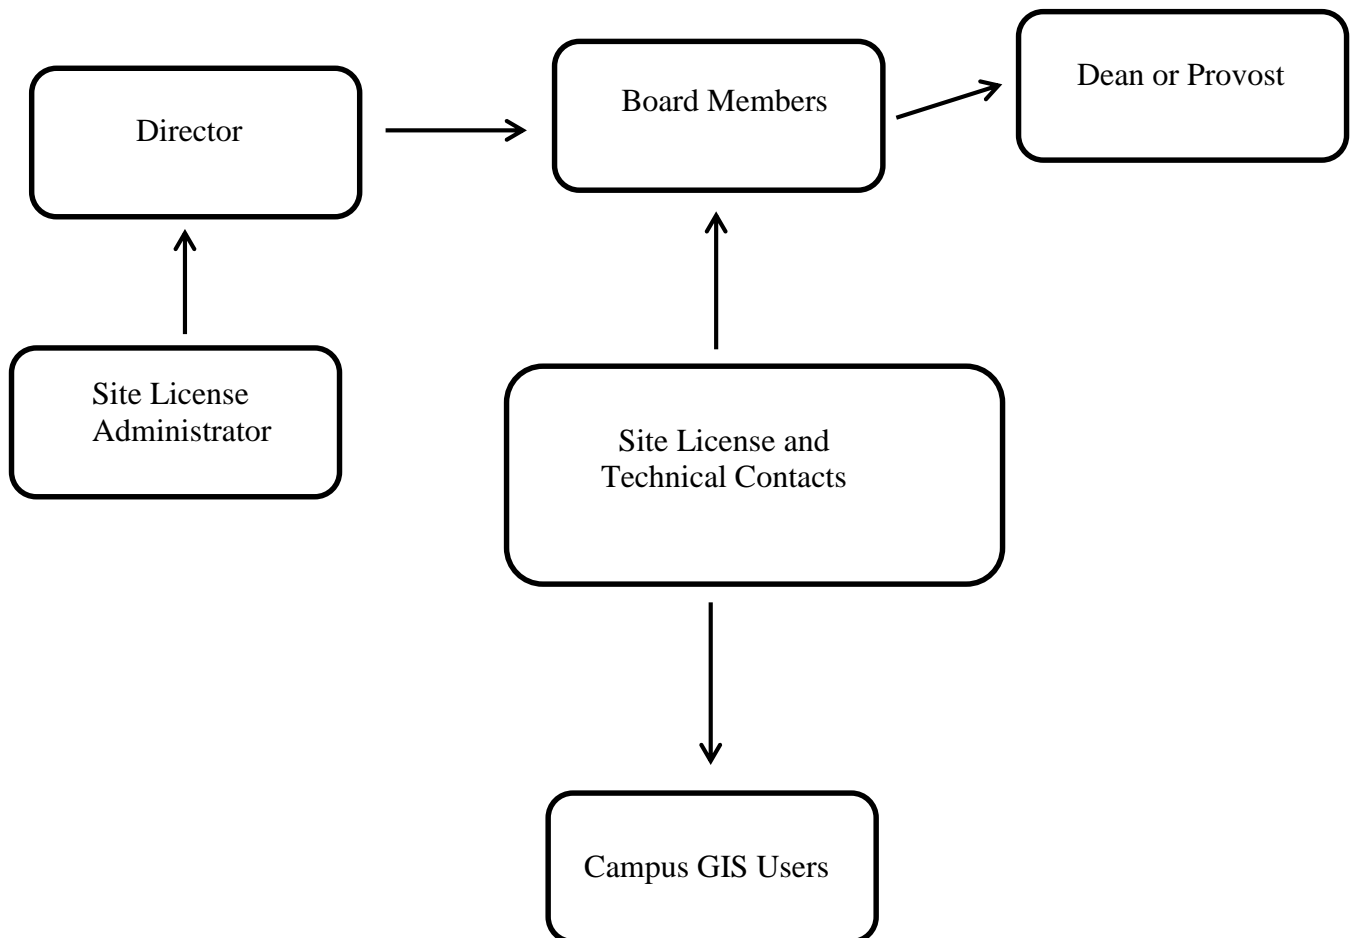 Dean or Provost
Board Members
Director
Site License
Administrator
Site License and
Technical Contacts
Campus GIS Users